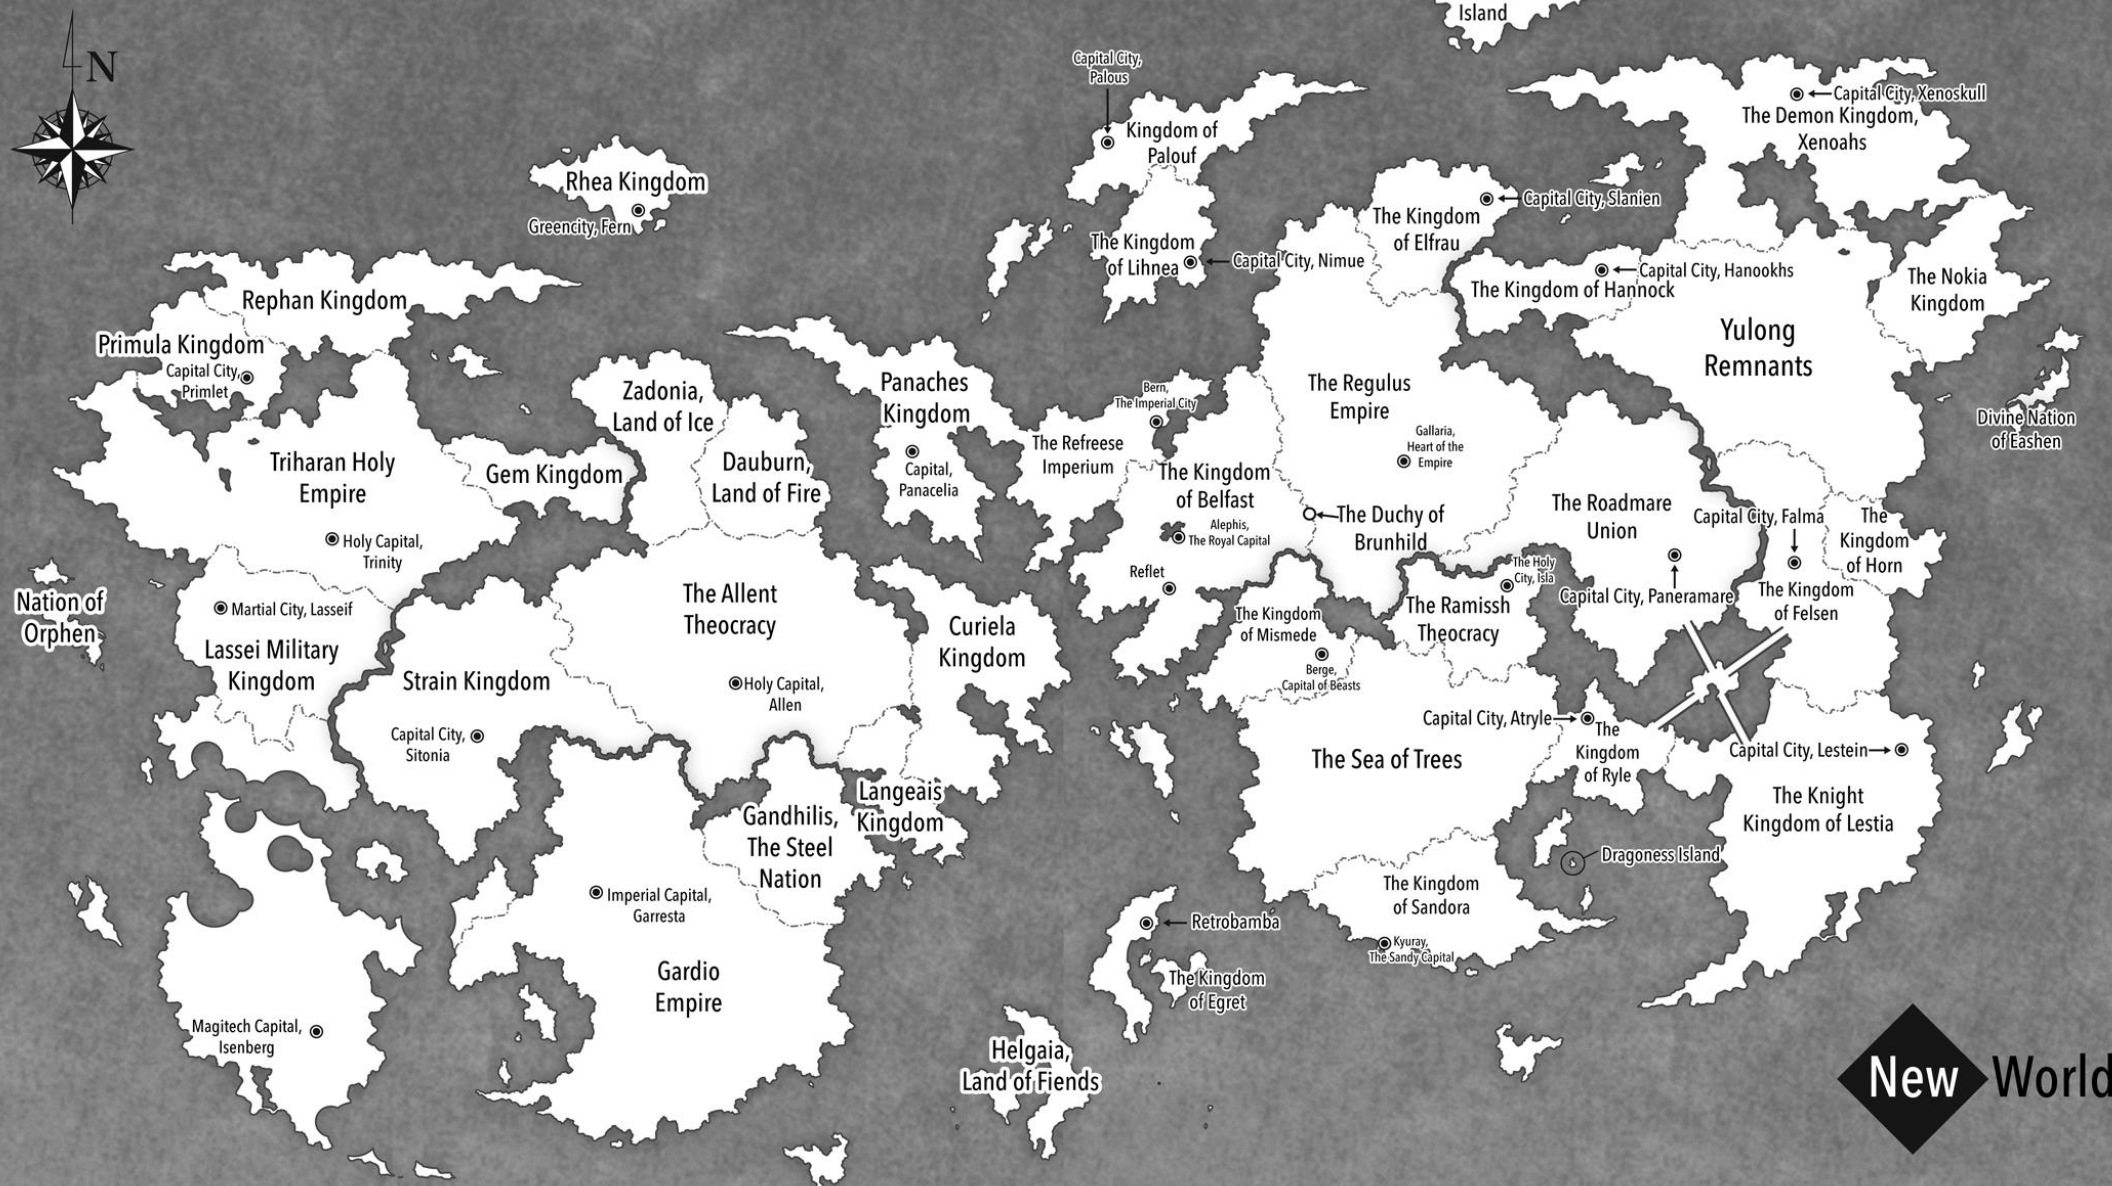 Island
N
Capital City,
Palous
Kingdom of
Palouf
Capital City, Xenoskull
The Demon Kingdom,
Xenoahs
Rhea Kingdom
Greencity, Fern
The Kingdom
of Lihnea
Capital City, Nimue
The Kingdom
of Elfrau
Capital City, Slanien
Capital City, Hanookhs
The Kingdom of Hannock
The Nokia
Kingdom
Yulong
Remnants
Divine Nation
of Eashen
Rephan Kingdom
Primula Kingdom
Capital City,
Primlet
Triharan Holy
Empire
Holy Capital,
Trinity
Gem Kingdom
Zadonia,
Land of Ice
Dauburn,
Land of Fire
Panaches
Kingdom
Capital,
Panacelia
The Refreese
Imperium
Bern,
The Imperial City
The Kingdom
of Belfast
Alephis,
The Royal Capital
Reflet
The Regulus
Empire
Gallaria,
Heart of the
Empire
The Duchy of
Brunhild
The Roadmare
Union
Capital City, Paneramare
Capital City, Falma
The Kingdom
of Felsen
The
Kingdom
of Horn
Nation of
Orphen
Martial City, Lasseif
Lassei Military
Kingdom
Strain Kingdom
Capital City,
Sitonia
The Allent
Theocracy
Holy Capital,
Allen
Curiela
Kingdom
The Kingdom
of Mismede
Berge,
Capital of Beasts
The Holy
City, Isla
The Ramissh
Theocracy
Capital City, Atryle
The
Kingdom
of Ryle
The Sea of Trees
Capital City, Lestein
The Knight
Kingdom of Lestia
Langeais
Kingdom
Gandhilis,
The Steel
Nation
Imperial Capital,
Garresta
Gardio
Empire
Dragoness Island
The Kingdom
of Sandora
Kyuray,
The Sandy Capital
Retrobamba
The Kingdom
of Egret
Magitech Capital,
Isenberg
Helgaia,
Land of Fiends
New World